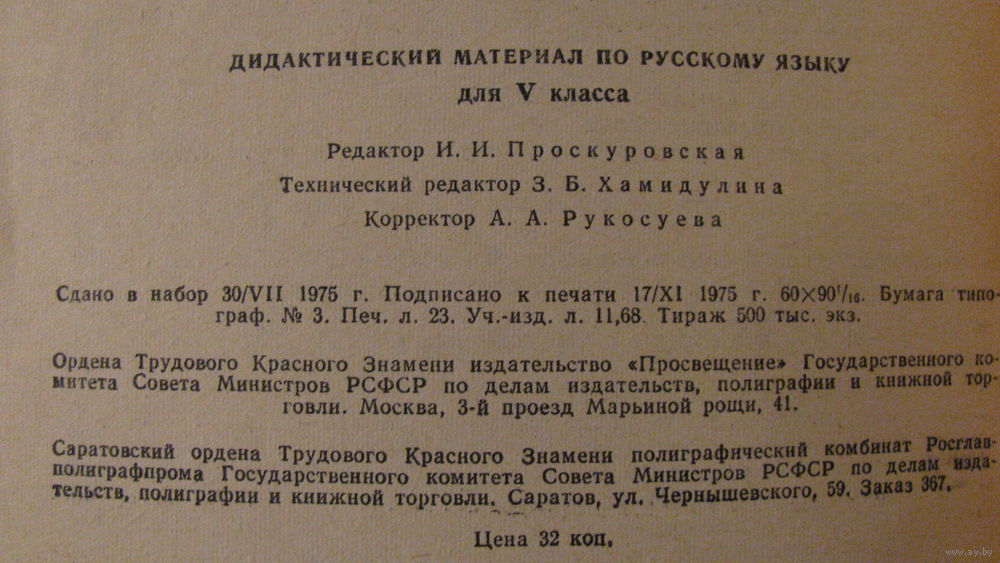 ДИДАКТИЧЕСКИЙ МАТЕРИАЛ ПО РУССКОМУ ЯЗЫКУ
для V класса
Редактор И. И. Проскуровская
Технический редактор З. Б. Хамидулина
Корректор А. А. Рукосуева
Сдано в набор 30/VII 1975 г. Подписано к печати 17/XI 1975 г. 60×90¹/₁₆. Бумага типо-
граф. № 3. Печ. л. 23. Уч.-изд. л. 11,68. Тираж 500 тыс. экз.
Ордена Трудового Красного Знамени издательство «Просвещение» Государственного ко-
митета Совета Министров РСФСР по делам издательств, полиграфии и книжной тор-
говли. Москва, 3-й проезд Марьиной рощи, 41.
Саратовский ордена Трудового Красного Знамени полиграфический комбинат Росглав-
полиграфпрома Государственного комитета Совета Министров РСФСР по делам изда-
тельств, полиграфии и книжной торговли. Саратов, ул. Чернышевского, 59. Заказ 367.
Цена 32 коп.
www.ay.by